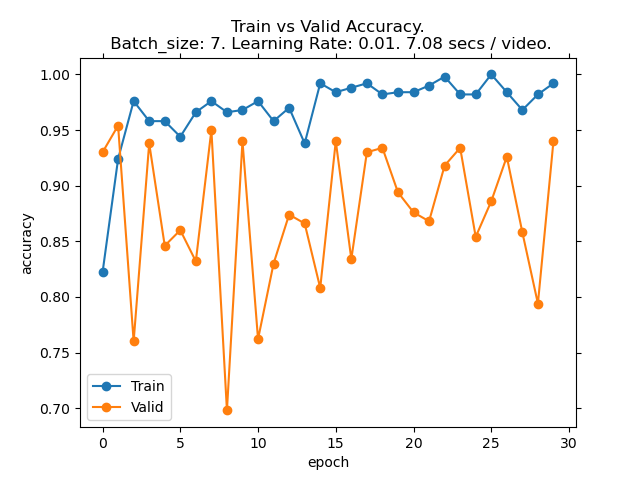 Train vs Valid Accuracy.
Batch_size: 7. Learning Rate: 0.01. 7.08 secs / video.
1.00
0.95
0.90
0.85
0.80
0.75
0.70
accuracy
Train
Valid
0 5 10 15 20 25 30
epoch